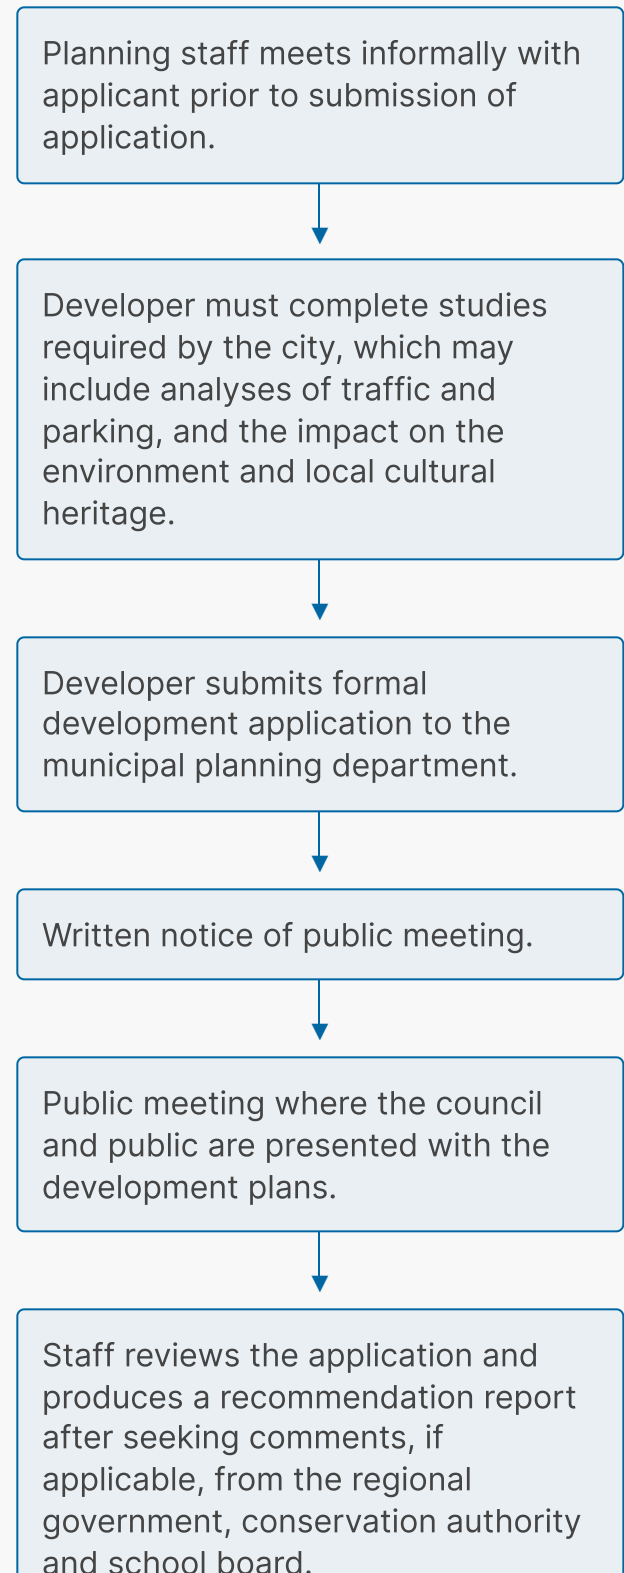 Planning staff meets informally with
applicant prior to submission of
application.
Developer must complete studies
required by the city, which may
include analyses of traffic and
parking, and the impact on the
environment and local cultural
heritage.
Developer submits formal
development application to the
municipal planning department.
Written notice of public meeting.
Public meeting where the council
and public are presented with the
development plans.
Staff reviews the application and
produces a recommendation report
after seeking comments, if
applicable, from the regional
government, conservation authority
and school board.